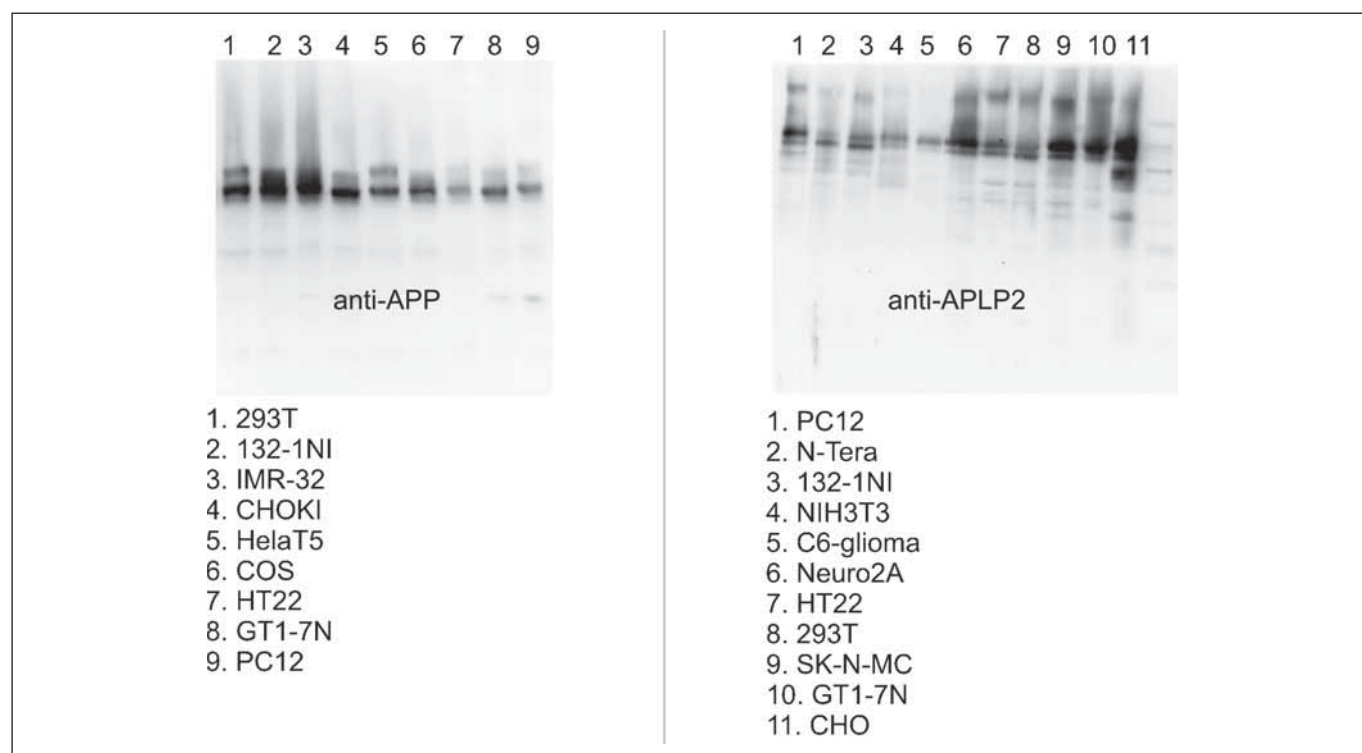 1 2 3 4 5 6 7 8 9
anti-APP
1. 293T
2. 132-1NI
3. IMR-32
4. CHOKI
5. HelaT5
6. COS
7. HT22
8. GT1-7N
9. PC12
1 2 3 4 5 6 7 8 9 10 11
anti-APLP2
1. PC12
2. N-Tera
3. 132-1NI
4. NIH3T3
5. C6-glioma
6. Neuro2A
7. HT22
8. 293T
9. SK-N-MC
10. GT1-7N
11. CHO